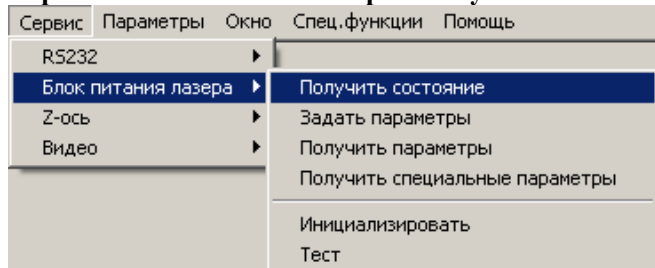 Сервис Параметры Окно Спец.функции Помощь
RS232
Блок питания лазера Получить состояние
Z-ось Задать параметры
Видео Получить параметры
Получить специальные параметры
Инициализировать
Тест